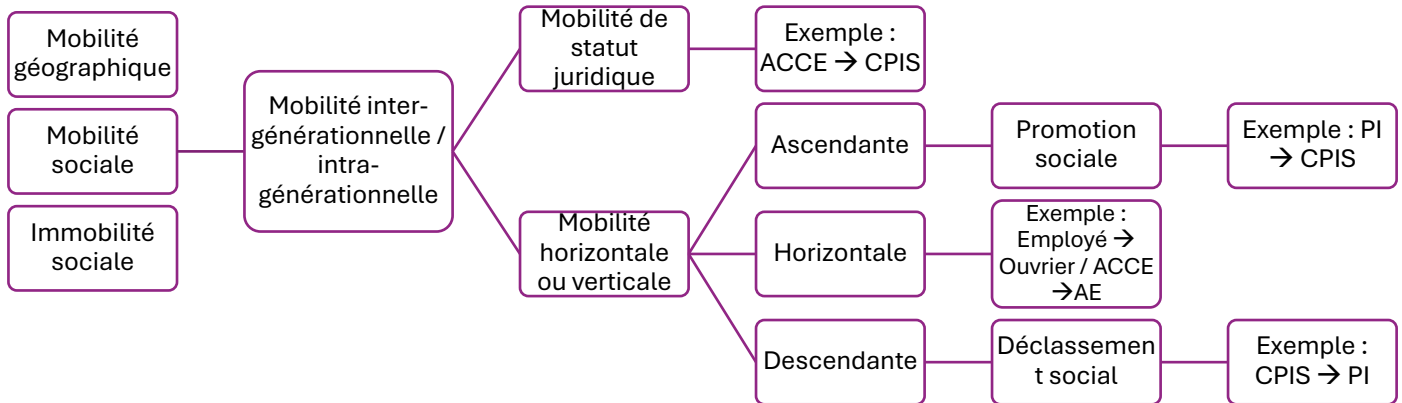 Mobilité
géographique
Mobilité
sociale
Immobilité
sociale
Mobilité inter-
générationnelle /
intra-
générationnelle
Mobilité de
statut
juridique
Exemple :
ACCE → CPIS
Mobilité
horizontale
ou verticale
Ascendante
Promotion
sociale
Exemple : PI
→ CPIS
Horizontale
Exemple :
Employé →
Ouvrier / ACCE
→AE
Descendante
Déclassemen
t social
Exemple :
CPIS → PI